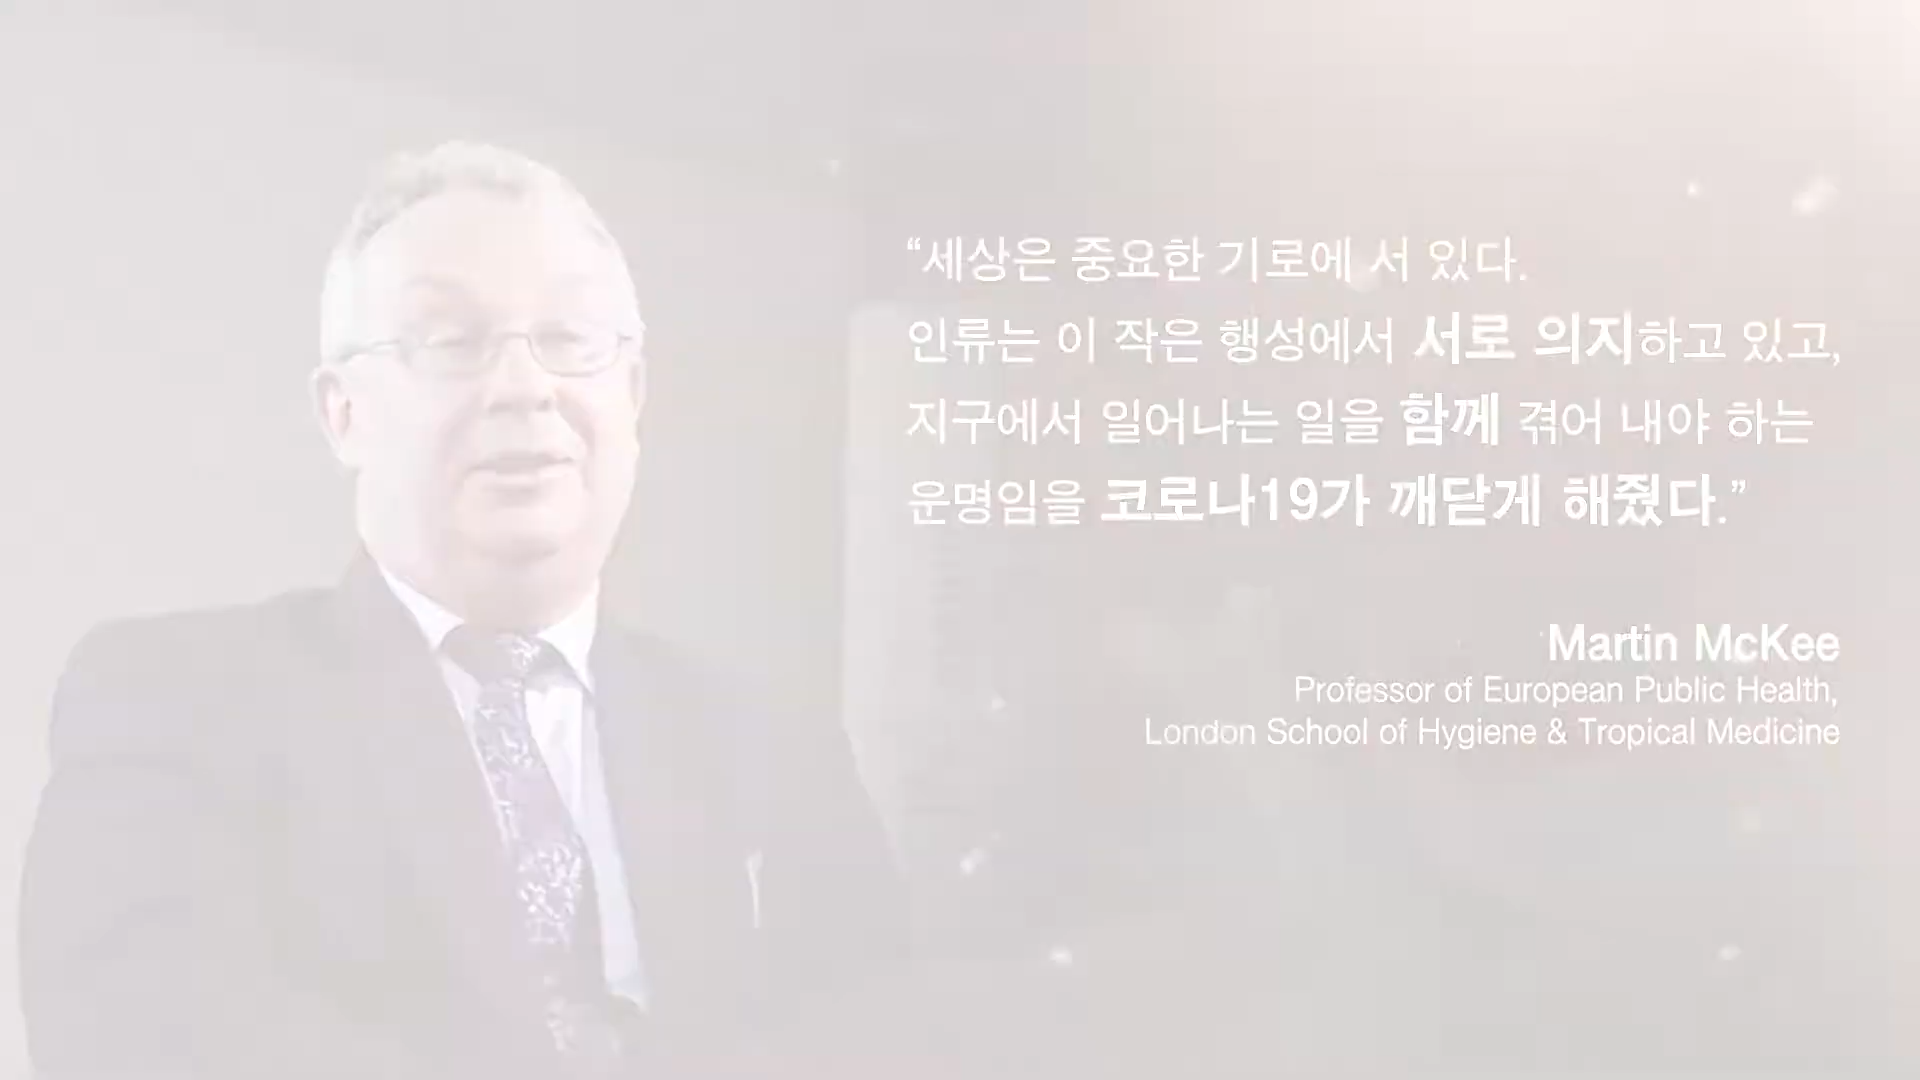 “세상은 중요한 기로에 서 있다.
인류는 이 작은 행성에서 서로 의지하고 있고,
지구에서 일어나는 일을 함께 겪어 내야 하는
운명임을 코로나19가 깨닫게 해줬다.”
Martin McKee
Professor of European Public Health,
London School of Hygiene & Tropical Medicine